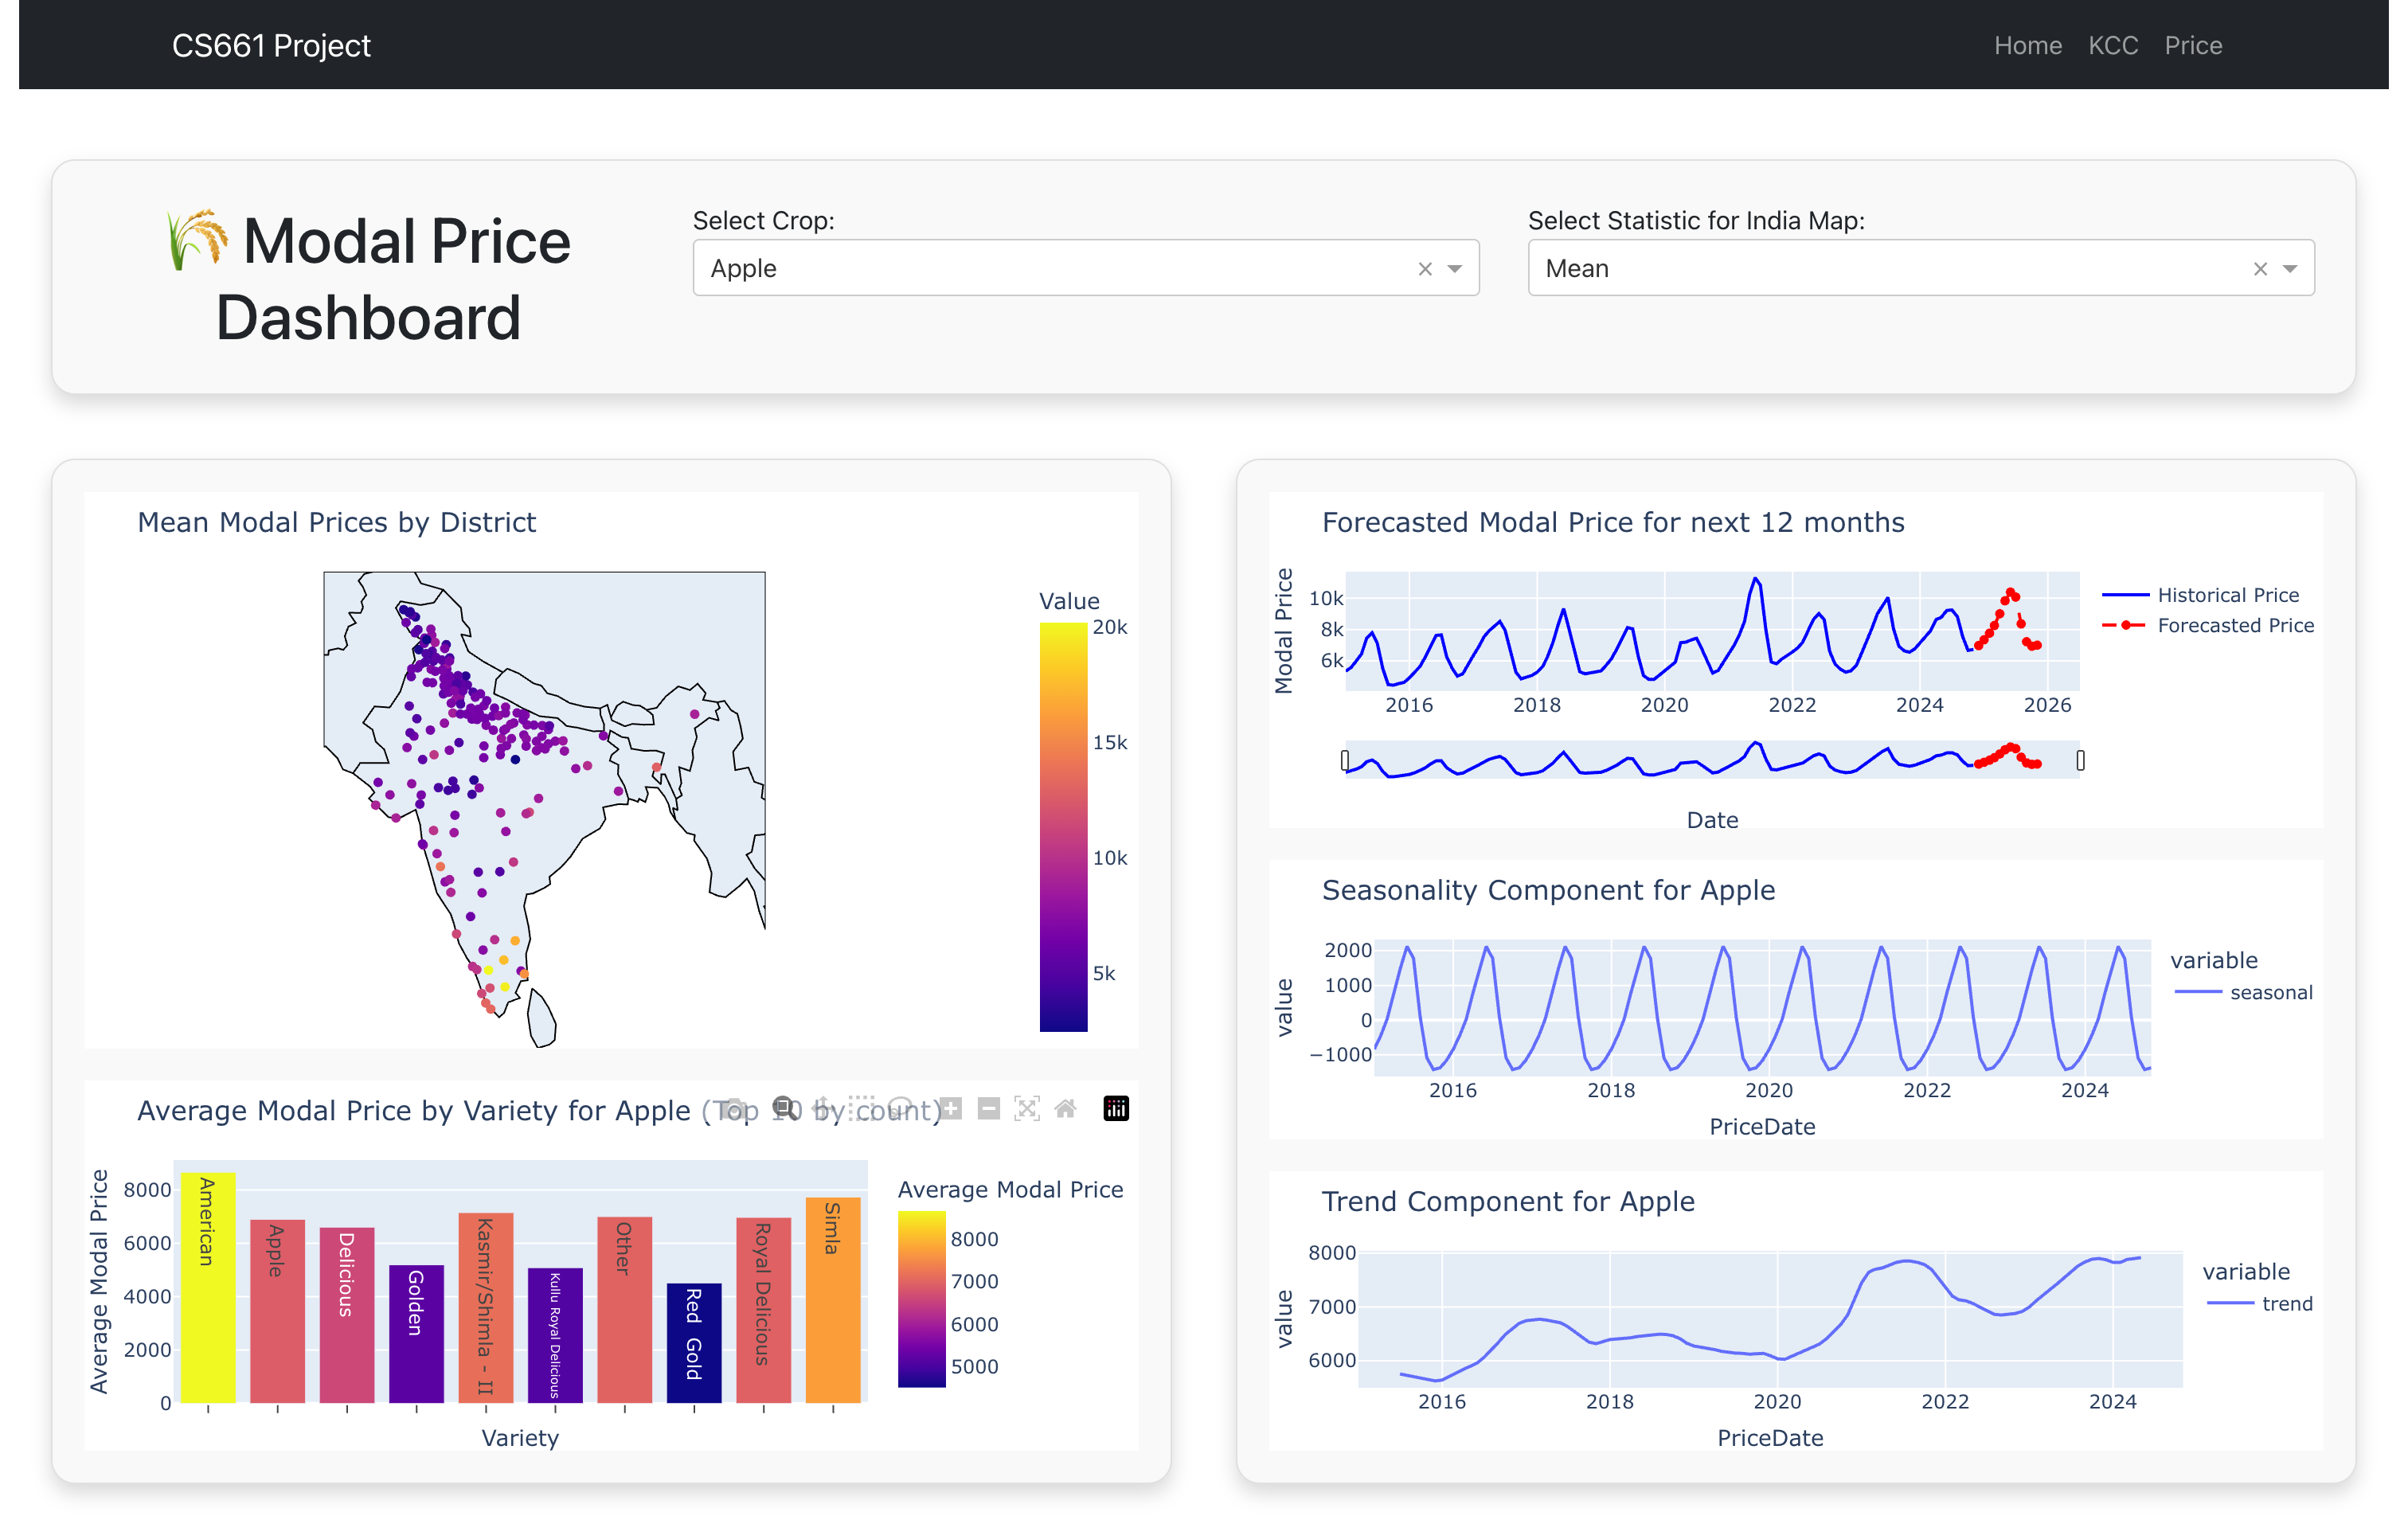 CS661 Project
Home KCC Price
Modal Price
Dashboard
Select Crop:
Apple
Select Statistic for India Map:
Mean
Mean Modal Prices by District
Value
20k
15k
10k
5k
Average Modal Price by Variety for Apple (Top 10 by count)
Average Modal Price
8000
6000
4000
2000
0
American
Apple
Delicious
Golden
Kasmir/Shimla - II
Kullu Royal Delicious
Other
Red Gold
Royal Delicious
Simla
Variety
Average Modal Price
8000
7000
6000
5000
Forecasted Modal Price for next 12 months
Modal Price
10k
8k
6k
2016 2018 2020 2022 2024 2026
Date
Historical Price
Forecasted Price
Seasonality Component for Apple
value
2000
1000
0
−1000
2016 2018 2020 2022 2024
PriceDate
variable
seasonal
Trend Component for Apple
value
8000
7000
6000
2016 2018 2020 2022 2024
PriceDate
variable
trend